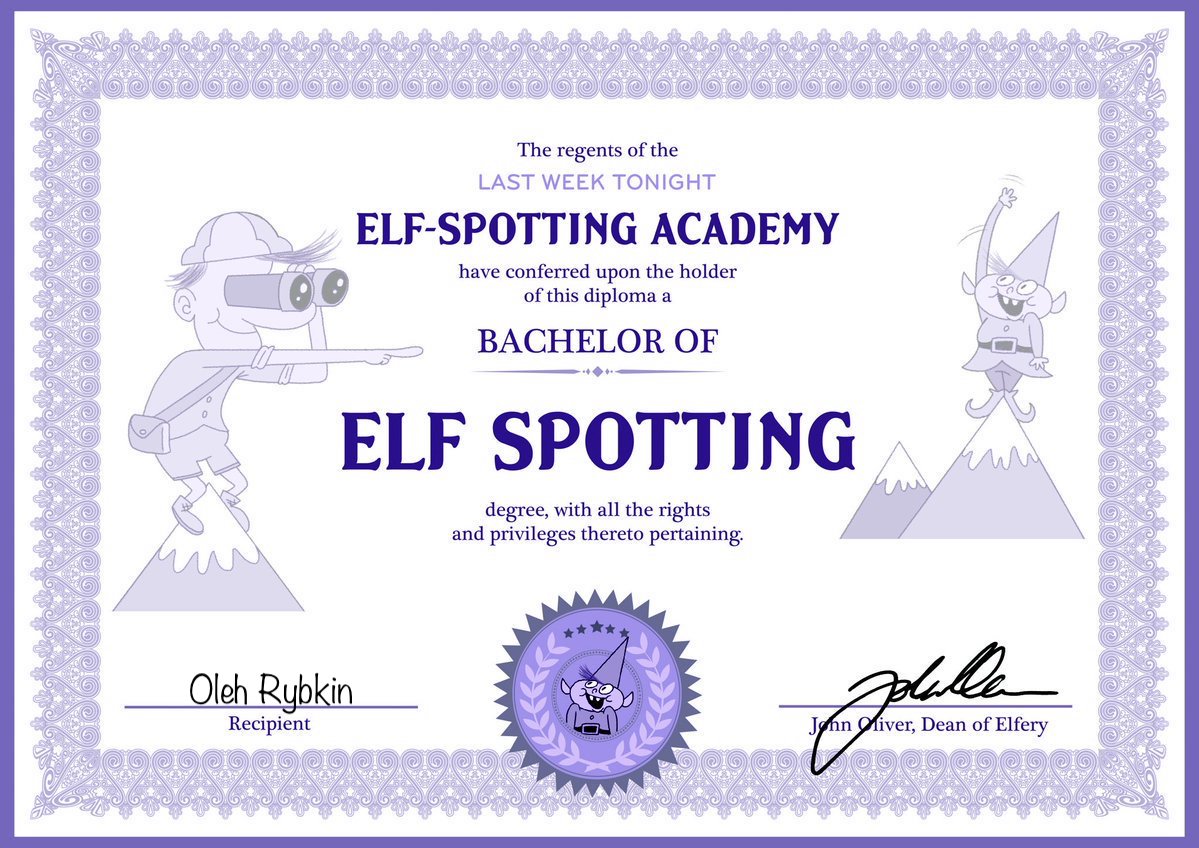 The regents of the
LAST WEEK TONIGHT
ELF-SPOTTING ACADEMY
have conferred upon the holder
of this diploma a
BACHELOR OF
ELF SPOTTING
degree, with all the rights
and privileges thereto pertaining.
Oleh Rybkin
Recipient
John Oliver, Dean of Elfery